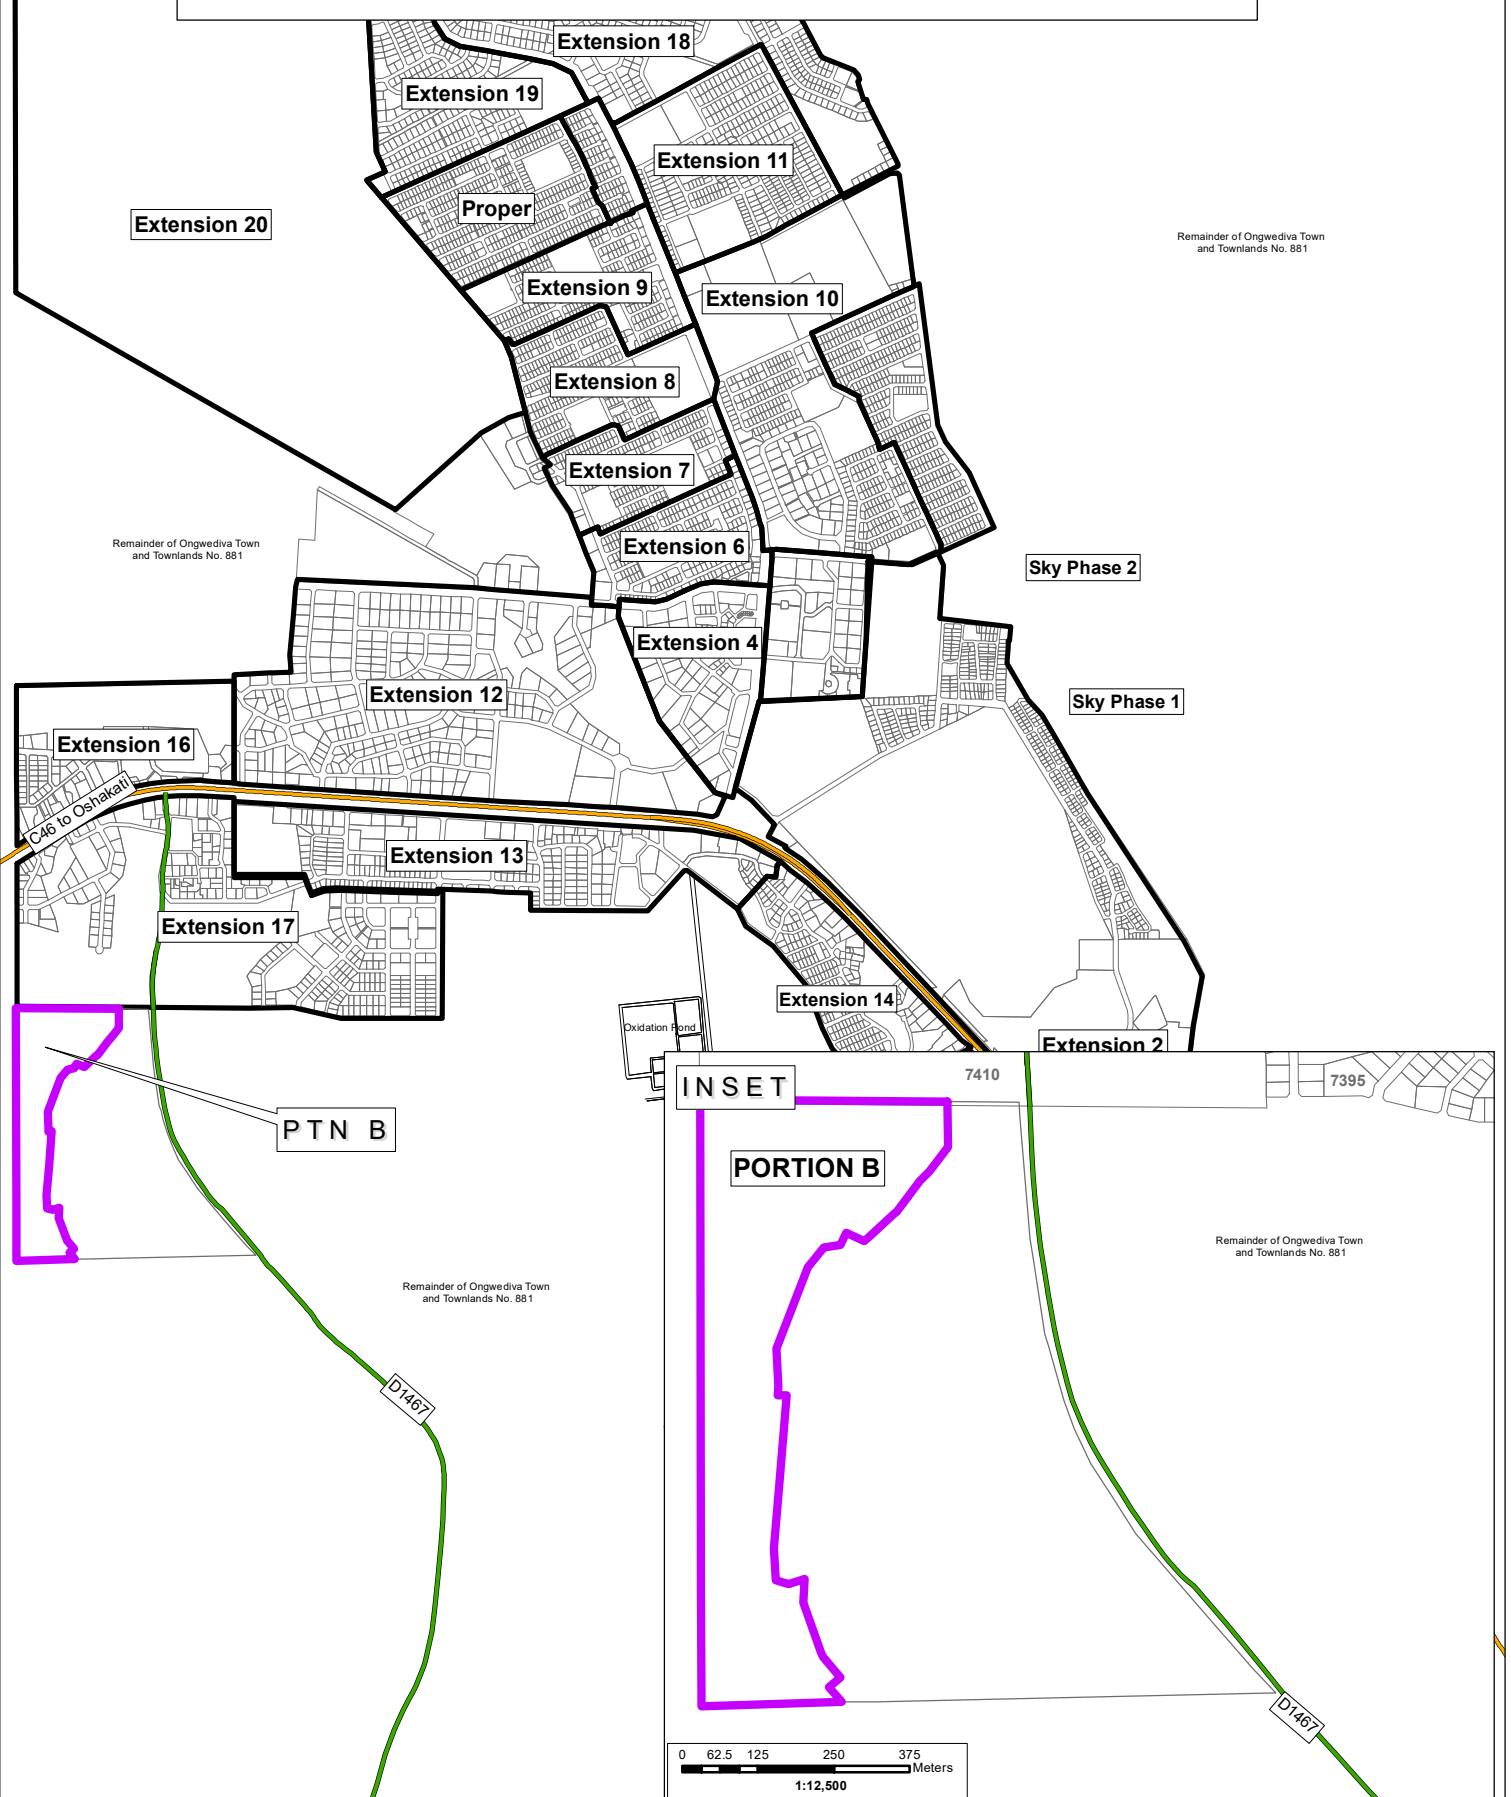 Extension 18
Extension 19
Extension 11
Proper
Extension 20
Remainder of Ongwediva Town
and Townlands No. 881
Extension 9
Extension 10
Extension 8
Extension 7
Extension 6
Remainder of Ongwediva Town
and Townlands No. 881
Sky Phase 2
Extension 4
Extension 12
Sky Phase 1
Extension 16
C46 to Oshakati
Extension 13
Extension 17
Extension 14
Oxidation Pond
Extension 2
PTN B
INSET
7410
7395
PORTION B
Remainder of Ongwediva Town
and Townlands No. 881
Remainder of Ongwediva Town
and Townlands No. 881
D1467
D1467
0 62.5 125 250 375
Meters
1:12,500